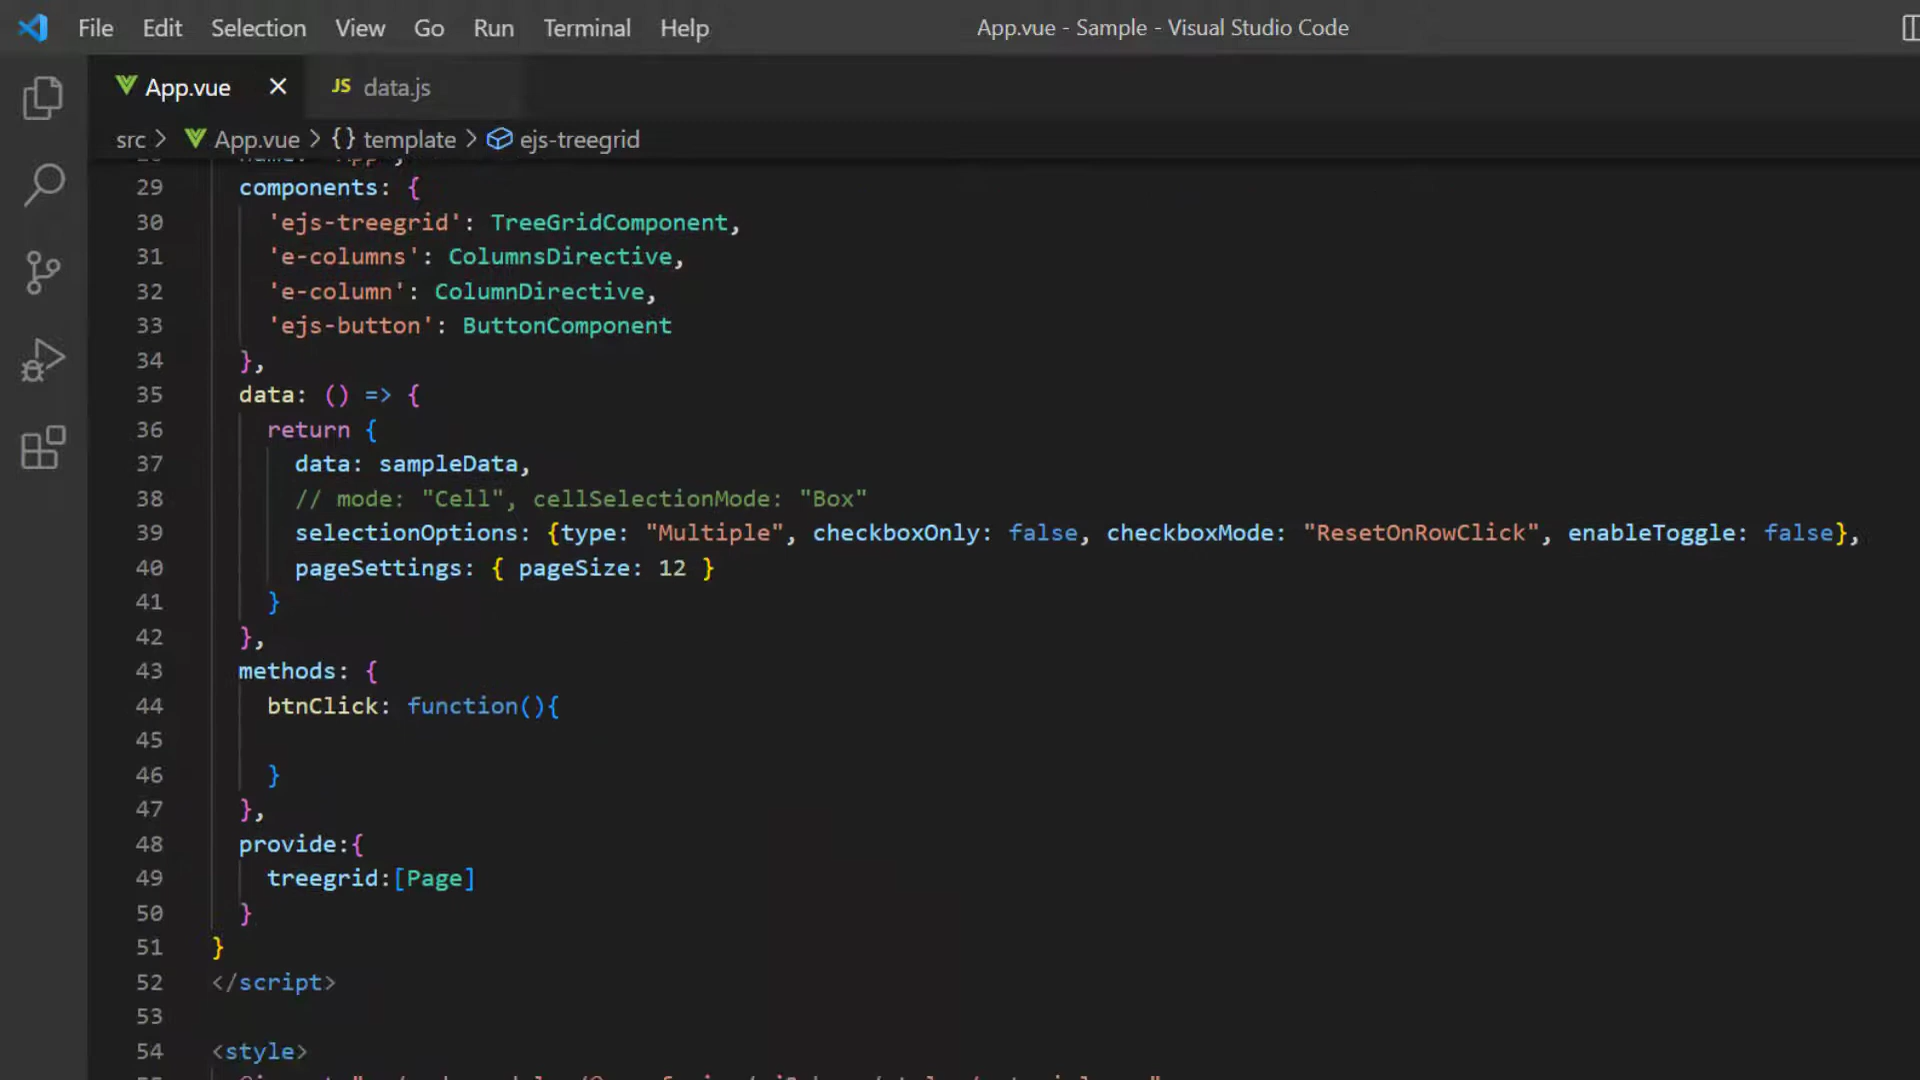 File Edit Selection View Go Run Terminal Help App.vue - Sample - Visual Studio Code
App.vue × JS data.js
src > App.vue > {} template > ejs-treegrid
29 components: {
30 'ejs-treegrid': TreeGridComponent,
31 'e-columns': ColumnsDirective,
32 'e-column': ColumnDirective,
33 'ejs-button': ButtonComponent
34 },
35 data: () => {
36 return {
37 data: sampleData,
38 // mode: "Cell", cellSelectionMode: "Box"
39 selectionOptions: {type: "Multiple", checkboxOnly: false, checkboxMode: "ResetOnRowClick", enableToggle: false},
40 pageSettings: { pageSize: 12 }
41 }
42 },
43 methods: {
44 btnClick: function(){
45
46 }
47 },
48 provide:{
49 treegrid:[Page]
50 }
51 }
52 </script>
53
54 <style>